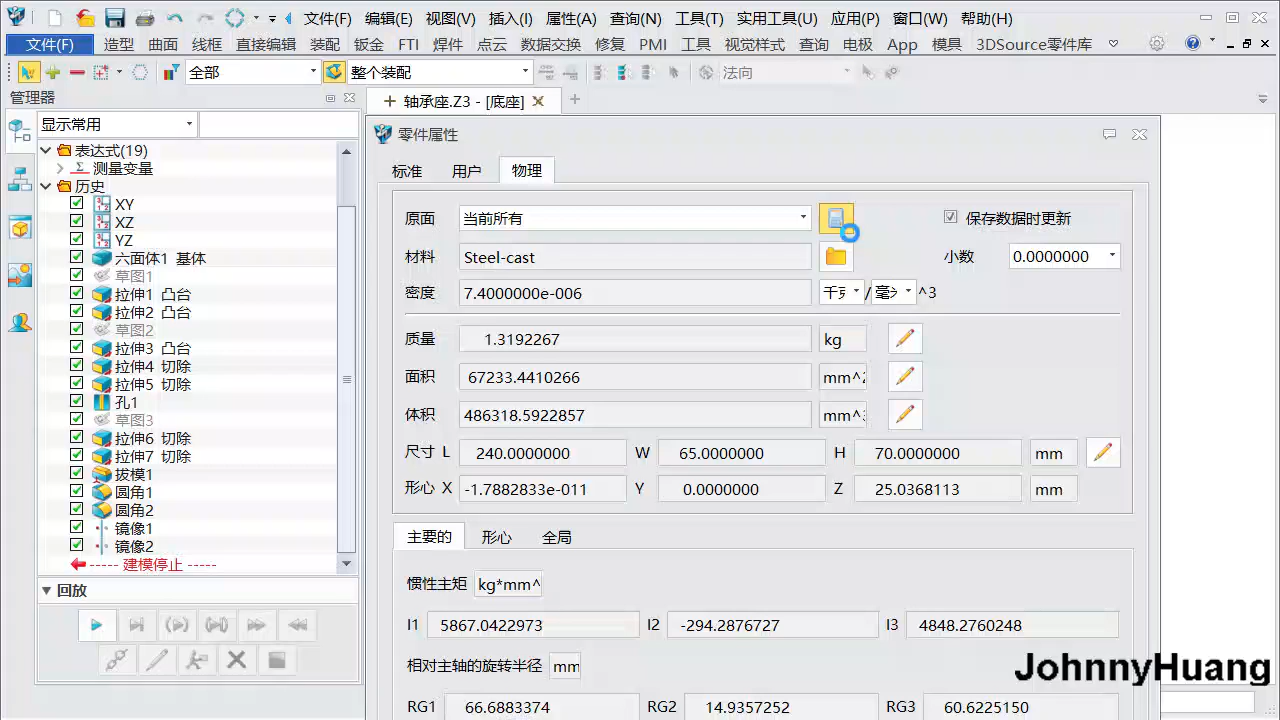 文件(F) 编辑(E) 视图(V) 插入(I) 属性(A) 查询(N) 工具(T) 实用工具(U) 应用(P) 窗口(W) 帮助(H)
文件(F) 造型 曲面 线框 直接编辑 装配 钣金 FTI 焊件 点云 数据交换 修复 PMI 工具 视觉样式 查询 电极 App 模具 3DSource零件库
全部 整个装配 法向
管理器
轴承座.Z3 - [底座]
显示常用
零件属性
表达式(19)
测量变量
历史
XY
XZ
YZ
六面体1 基体
草图1
拉伸1 凸台
拉伸2 凸台
草图2
拉伸3 凸台
拉伸4 切除
拉伸5 切除
孔1
草图3
拉伸6 切除
拉伸7 切除
拔模1
圆角1
圆角2
镜像1
镜像2
----- 建模停止 -----
回放
标准 用户 物理
原面 当前所有 保存数据时更新
材料 Steel-cast 小数 0.0000000
密度 7.4000000e-006 / ^3
质量 1.3192267 kg
面积 67233.4410266 mm^2
体积 486318.5922857 mm^
尺寸 L 240.0000000 W 65.0000000 H 70.0000000 mm
形心 X -1.7882833e-011 Y 0.0000000 Z 25.0368113 mm
主要的 形心 全局
惯性主矩 kg*mm^
I1 5867.0422973 I2 -294.2876727 I3 4848.2760248
相对主轴的旋转半径 mm
RG1 66.6883374 RG2 14.9357252 RG3 60.6225150
JohnnyHuang